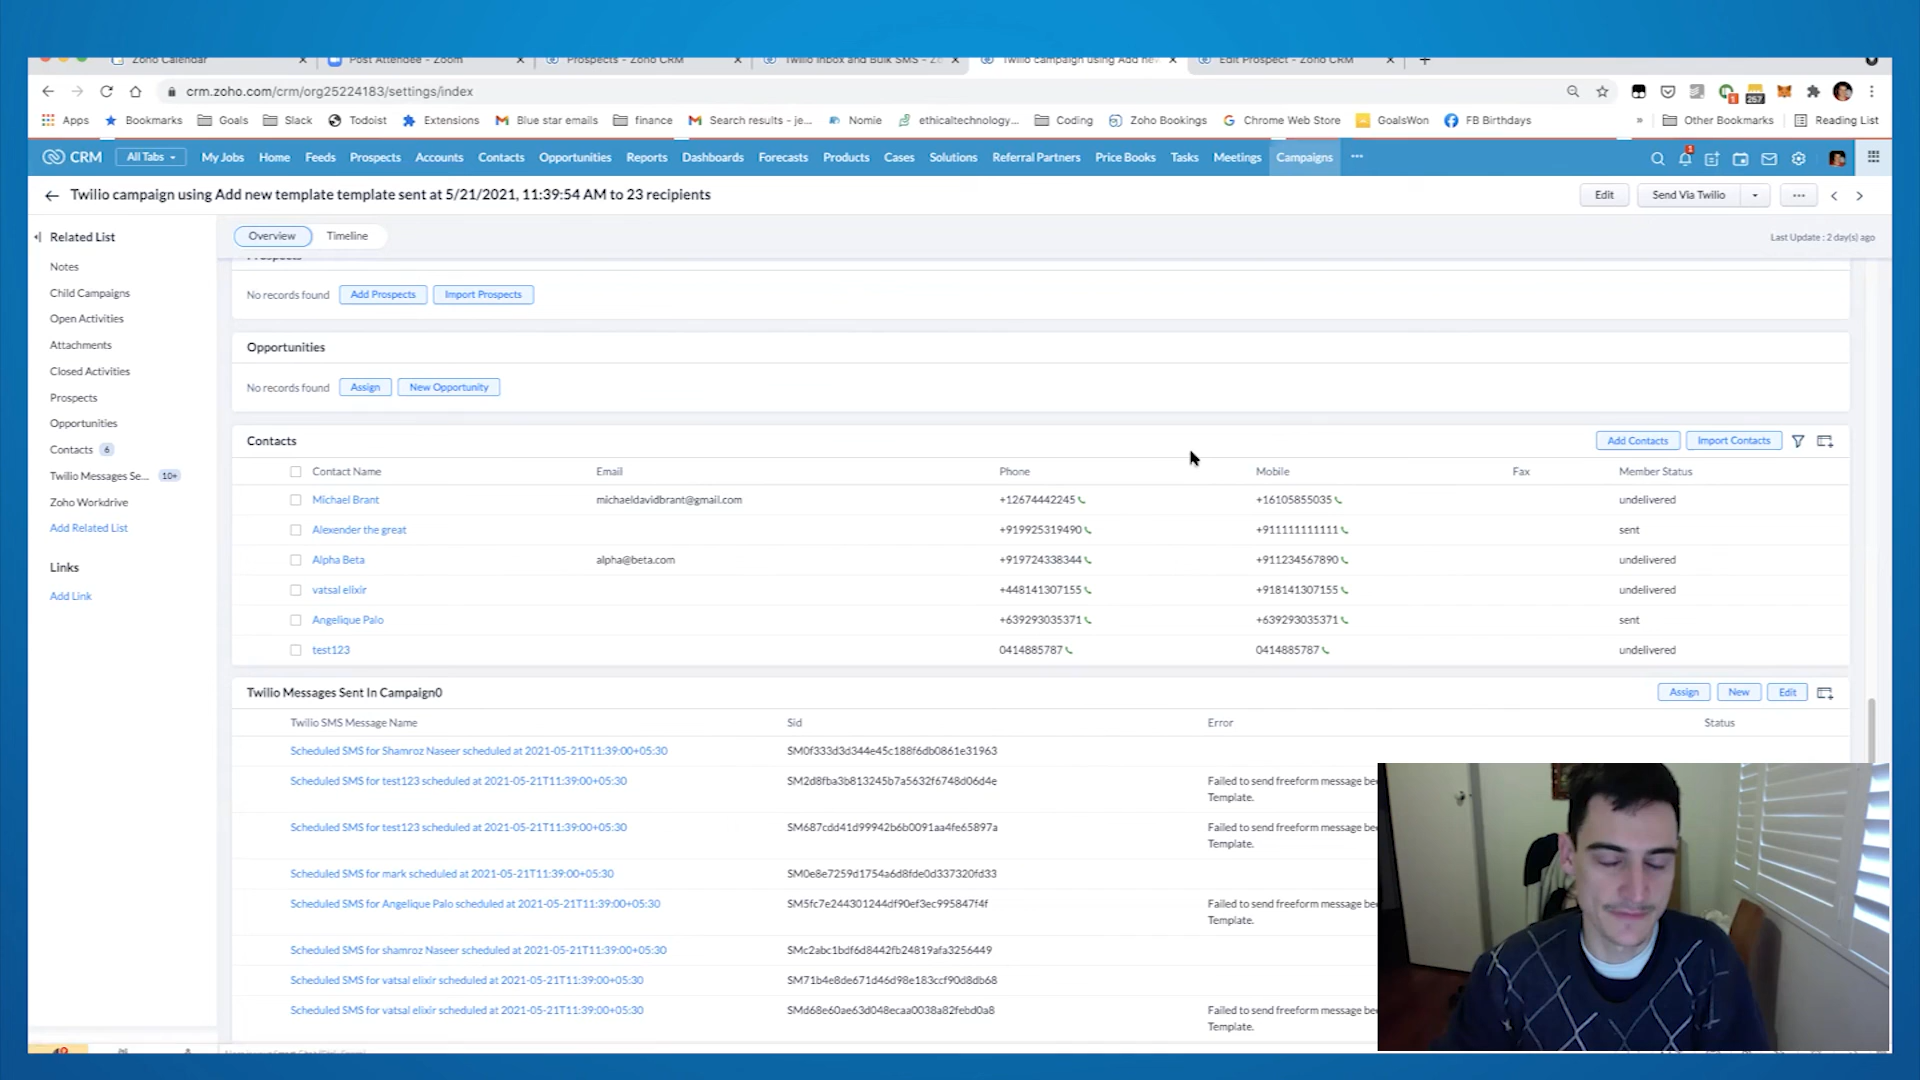 Zoho Calendar
Post Attendee - Zoom
Prospects - Zoho CRM
Twilio Inbox and Bulk SMS - Z
Twilio campaign using Add ne
Edit Prospect - Zoho CRM
crm.zoho.com/crm/org25224183/settings/index
1
257
Apps Bookmarks Goals Slack Todoist Extensions Blue star emails finance Search results - je... Nomie ethicaltechnology... Coding Zoho Bookings Chrome Web Store GoalsWon FB Birthdays » Other Bookmarks Reading List
CRM All Tabs My Jobs Home Feeds Prospects Accounts Contacts Opportunities Reports Dashboards Forecasts Products Cases Solutions Referral Partners Price Books Tasks Meetings Campaigns ...
1
Twilio campaign using Add new template template sent at 5/21/2021, 11:39:54 AM to 23 recipients
Edit Send Via Twilio ...
Related List
Notes
Child Campaigns
Open Activities
Attachments
Closed Activities
Prospects
Opportunities
Contacts 6
Twilio Messages Se... 10+
Zoho Workdrive
Add Related List
Links
Add Link
Overview Timeline
Last Update : 2 day(s) ago
Prospects
No records found Add Prospects Import Prospects
Opportunities
No records found Assign New Opportunity
Contacts
Add Contacts Import Contacts
Contact Name Email Phone Mobile Fax Member Status
Michael Brant michaeldavidbrant@gmail.com +12674442245 +16105855035 undelivered
Alexender the great +919925319490 +911111111111 sent
Alpha Beta alpha@beta.com +919724338344 +911234567890 undelivered
vatsal elixir +448141307155 +918141307155 undelivered
Angelique Palo +639293035371 +639293035371 sent
test123 0414885787 0414885787 undelivered
Twilio Messages Sent In Campaign0
Assign New Edit
Twilio SMS Message Name Sid Error Status
Scheduled SMS for Shamroz Naseer scheduled at 2021-05-21T11:39:00+05:30 SM0f333d3d344e45c188f6db0861e31963
Scheduled SMS for test123 scheduled at 2021-05-21T11:39:00+05:30 SM2d8fba3b813245b7a5632f6748d06d4e Failed to send freeform message be
Template.
Scheduled SMS for test123 scheduled at 2021-05-21T11:39:00+05:30 SM687cdd41d99942b6b0091aa4fe65897a Failed to send freeform message be
Template.
Scheduled SMS for mark scheduled at 2021-05-21T11:39:00+05:30 SM0e8e7259d1754a6d8fde0d337320fd33
Scheduled SMS for Angelique Palo scheduled at 2021-05-21T11:39:00+05:30 SM5fc7e244301244df90ef3ec995847f4f Failed to send freeform message be
Template.
Scheduled SMS for shamroz Naseer scheduled at 2021-05-21T11:39:00+05:30 SMc2abc1bdf6d8442fb24819afa3256449
Scheduled SMS for vatsal elixir scheduled at 2021-05-21T11:39:00+05:30 SM71b4e8de671d46d98e183ccf90d8db68
Scheduled SMS for vatsal elixir scheduled at 2021-05-21T11:39:00+05:30 SMd68e60ae63d048ecaa0038a82febd0a8 Failed to send freeform message be
Template.